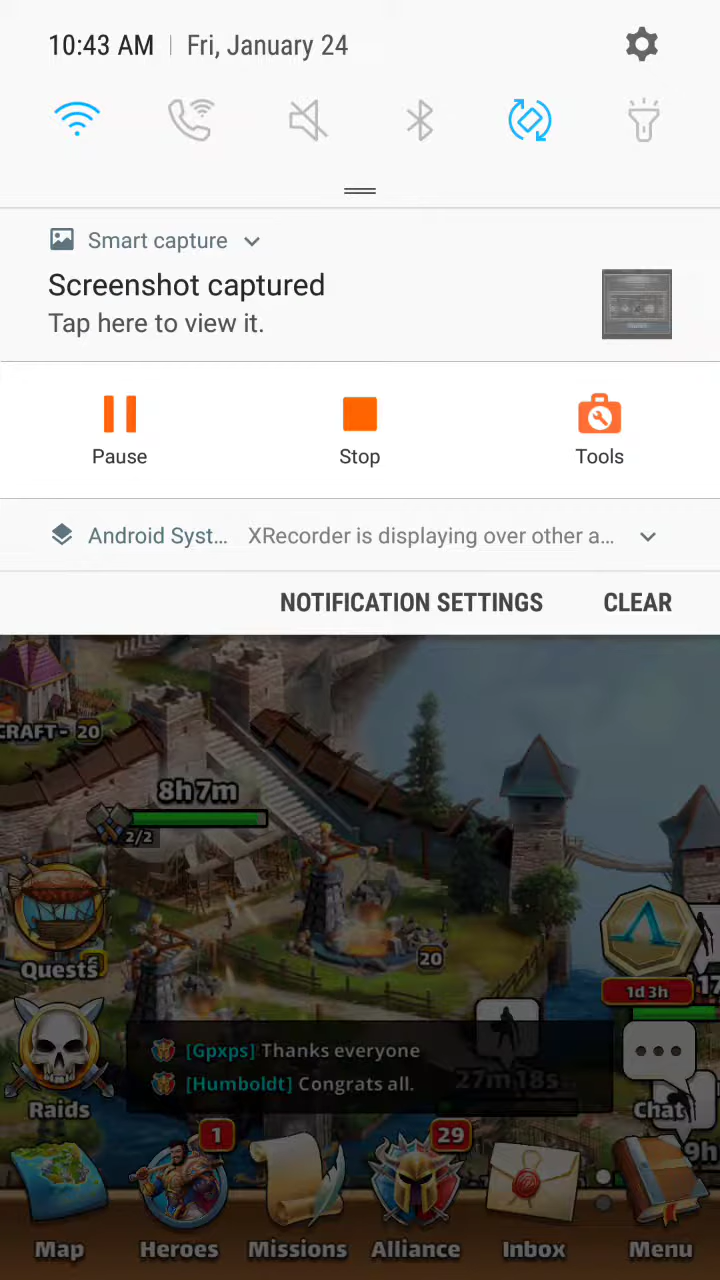 10:43 AM | Fri, January 24
Smart capture
Screenshot captured
Tap here to view it.
Pause Stop Tools
Android Syst... XRecorder is displaying over other a...
NOTIFICATION SETTINGS CLEAR
CRAFT - 20
8h 7m
2/2
20
Quests
1d 3h
17
[Gpxps] Thanks everyone
[Humboldt] Congrats all.
27m 18s
Raids
Chat
1
29
9h
Map Heroes Missions Alliance Inbox Menu